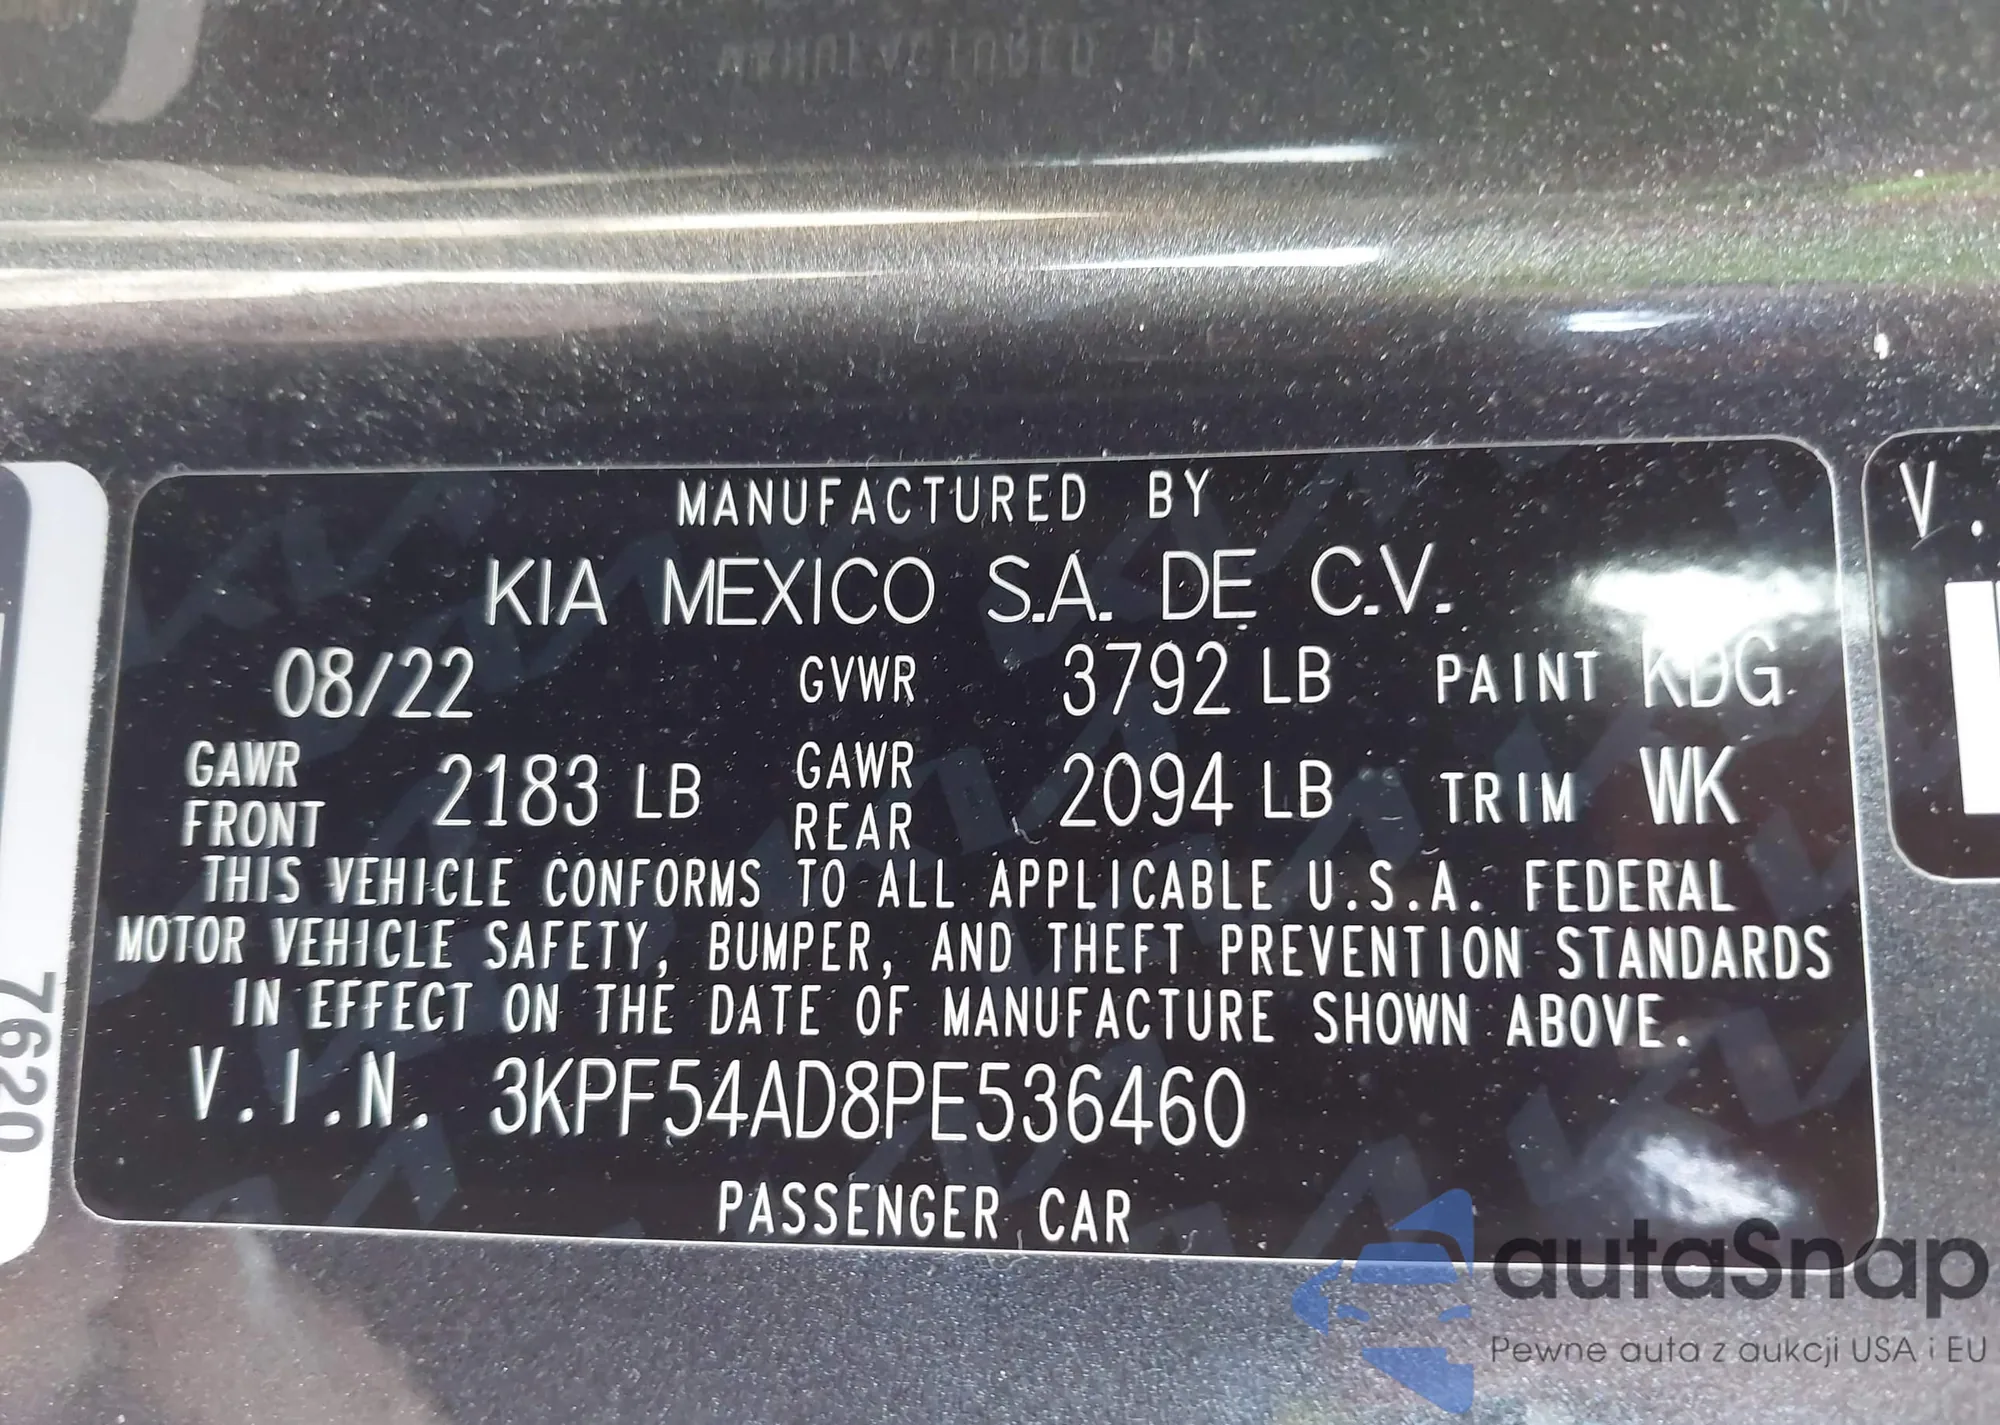 MANUFACTURED BY
KIA MEXICO S.A. DE C.V.
08/22 GVWR 3792 LB PAINT KDG
GAWR FRONT 2183 LB GAWR REAR 2094 LB TRIM WK
THIS VEHICLE CONFORMS TO ALL APPLICABLE U.S.A. FEDERAL
MOTOR VEHICLE SAFETY, BUMPER, AND THEFT PREVENTION STANDARDS
IN EFFECT ON THE DATE OF MANUFACTURE SHOWN ABOVE.
V.I.N. 3KPF54AD8PE536460
PASSENGER CAR
V.
7620
autaSnap
Pewne auta z aukcji USA i EU